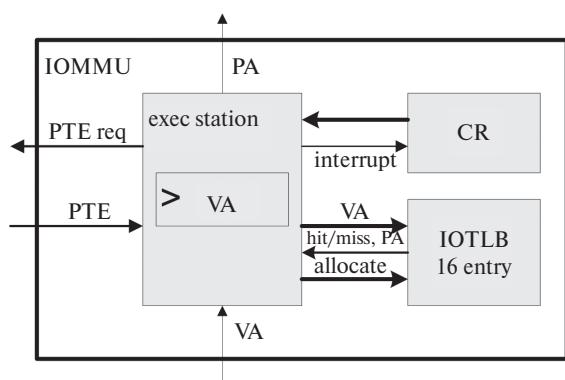 IOMMU
PA
exec station
PTE req
CR
interrupt
> VA
PTE
VA
hit/miss, PA
IOTLB
16 entry
allocate
VA